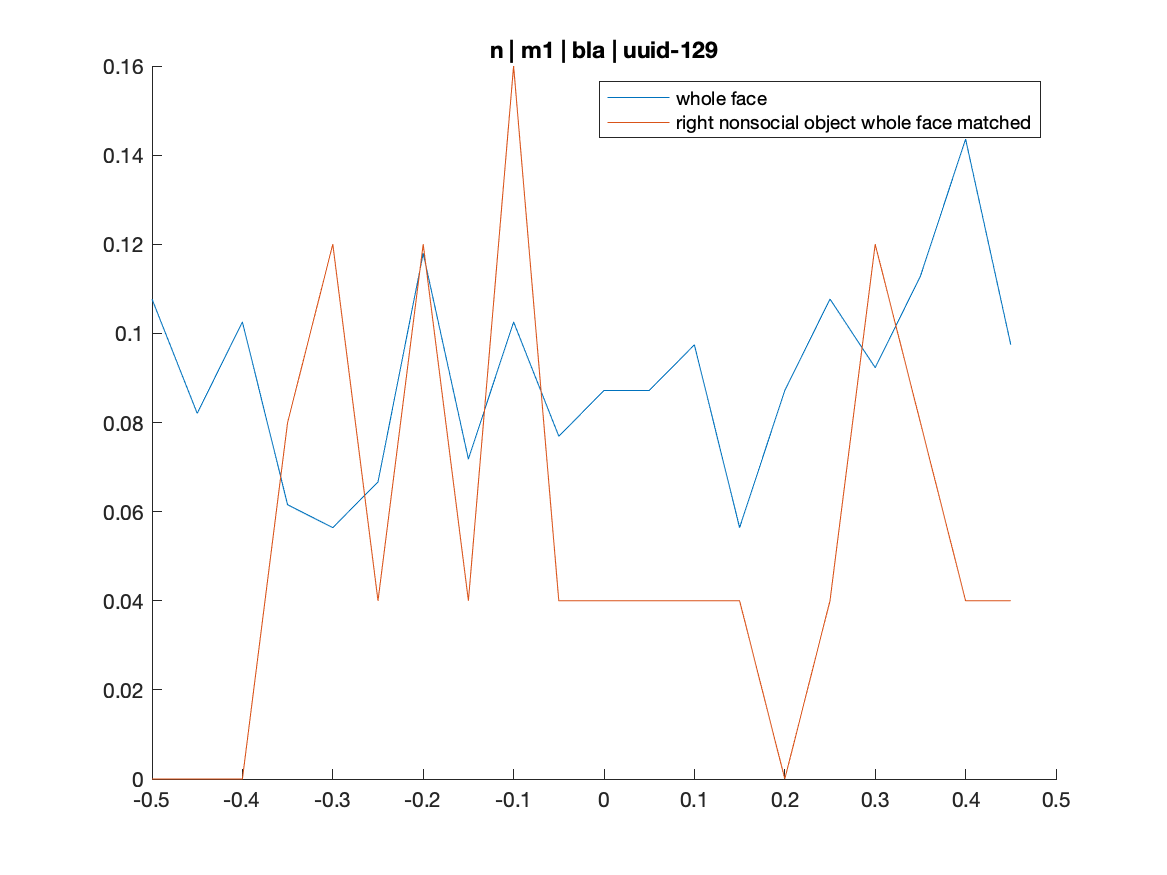 n | m1 | bla | uuid-129
whole face
right nonsocial object whole face matched
0.16
0.14
0.12
0.1
0.08
0.06
0.04
0.02
0
-0.5 -0.4 -0.3 -0.2 -0.1 0 0.1 0.2 0.3 0.4 0.5